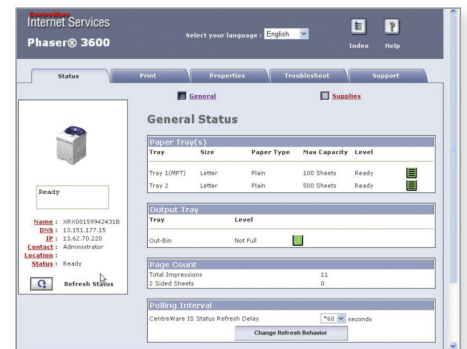 CentreWare
Internet Services
Phaser® 3600
Select your language : English
Index Help
Status Print Properties Troubleshoot Support
General Supplies
General Status
Ready
Name : XRX00159942431B
DNS : 13.151.177.15
IP : 13.62.70.220
Contact : Administrator
Location :
Status : Ready
Refresh Status
Paper Tray(s)
Tray Size Paper Type Max Capacity Level
Tray 1(MPT) Letter Plain 100 Sheets Ready
Tray 2 Letter Plain 500 Sheets Ready
Output Tray
Tray Level
Out-Bin Not Full
Page Count
Total Impressions 11
2 Sided Sheets 0
Polling Interval
CentreWare IS Status Refresh Delay *60 seconds
Change Refresh Behavior